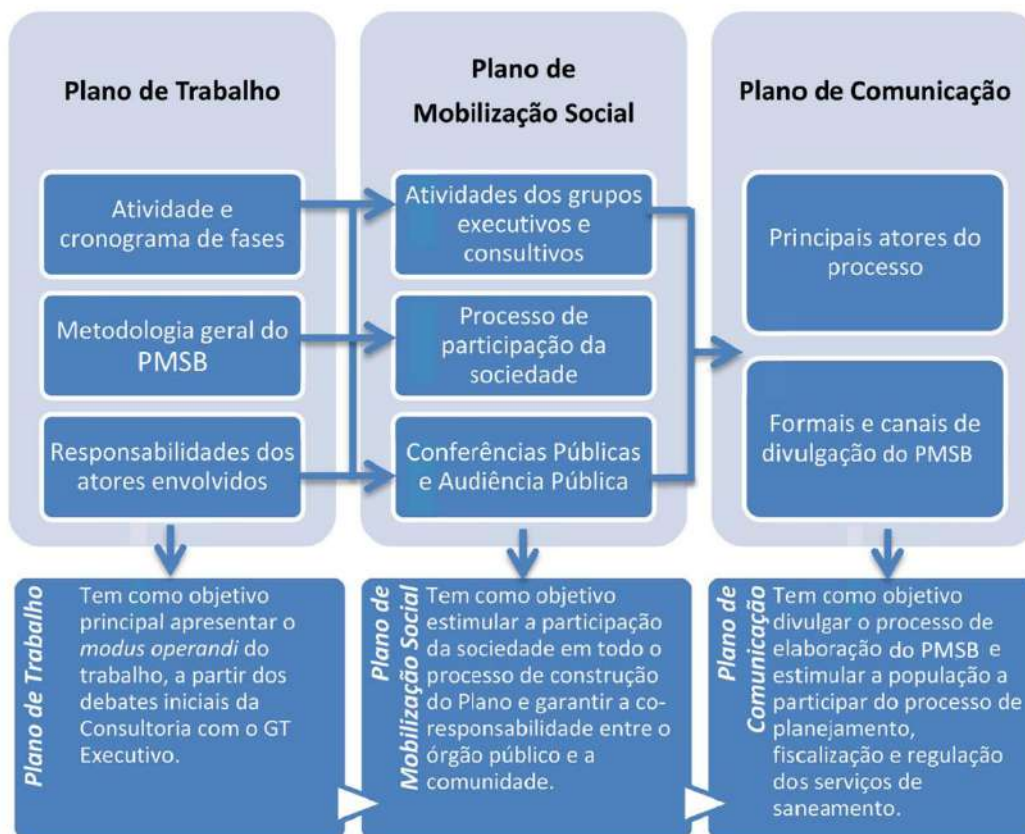 Plano de Trabalho
Atividade e
cronograma de fases
Metodologia geral do
PMSB
Responsabilidades dos
atores envolvidos
Plano de
Mobilização Social
Atividades dos grupos
executivos e
consultivos
Processo de
participação da
sociedade
Conferências Públicas
e Audiência Pública
Plano de Comunicação
Principais atores do
processo
Formais e canais de
divulgação do PMSB
Plano de Trabalho
Tem como objetivo
principal apresentar o
modus operandi do
trabalho, a partir dos
debates iniciais da
Consultoria com o GT
Executivo.
Plano de
Mobilização Social
Tem como objetivo
estimular a participação
da sociedade em todo o
processo de construção
do Plano e garantir a co-
responsabilidade entre o
órgão público e a
comunidade.
Plano de
Comunicação
Tem como objetivo
divulgar o processo de
elaboração do PMSB e
estimular a população a
participar do processo de
planejamento,
fiscalização e regulação
dos serviços de
saneamento.